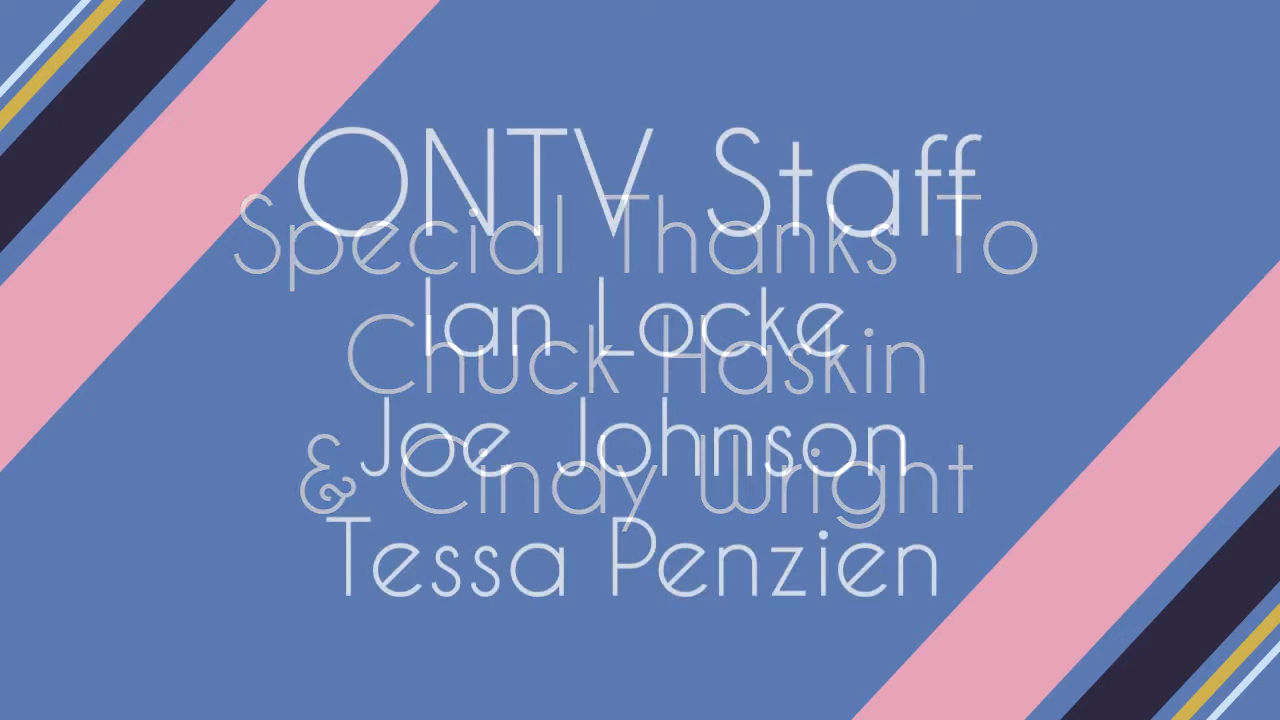 ONTV Staff
Special Thanks To
Ian Locke
Chuck Haskin
Joe Johnson
& Cindy Wright
Tessa Penzien